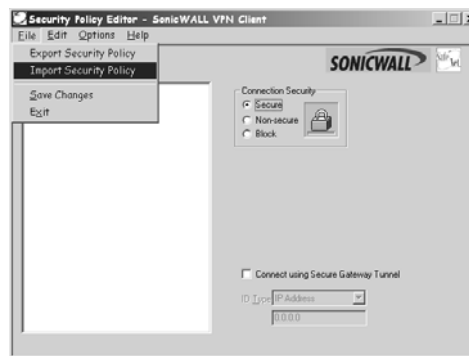 Security Policy Editor - SonicWALL VPN Client
File Edit Options Help
Export Security Policy
Import Security Policy
Save Changes
Exit
SONICWALL
Connection Security
Secure
Non-secure
Block
Connect using Secure Gateway Tunnel
ID Type IP Address
0.0.0.0